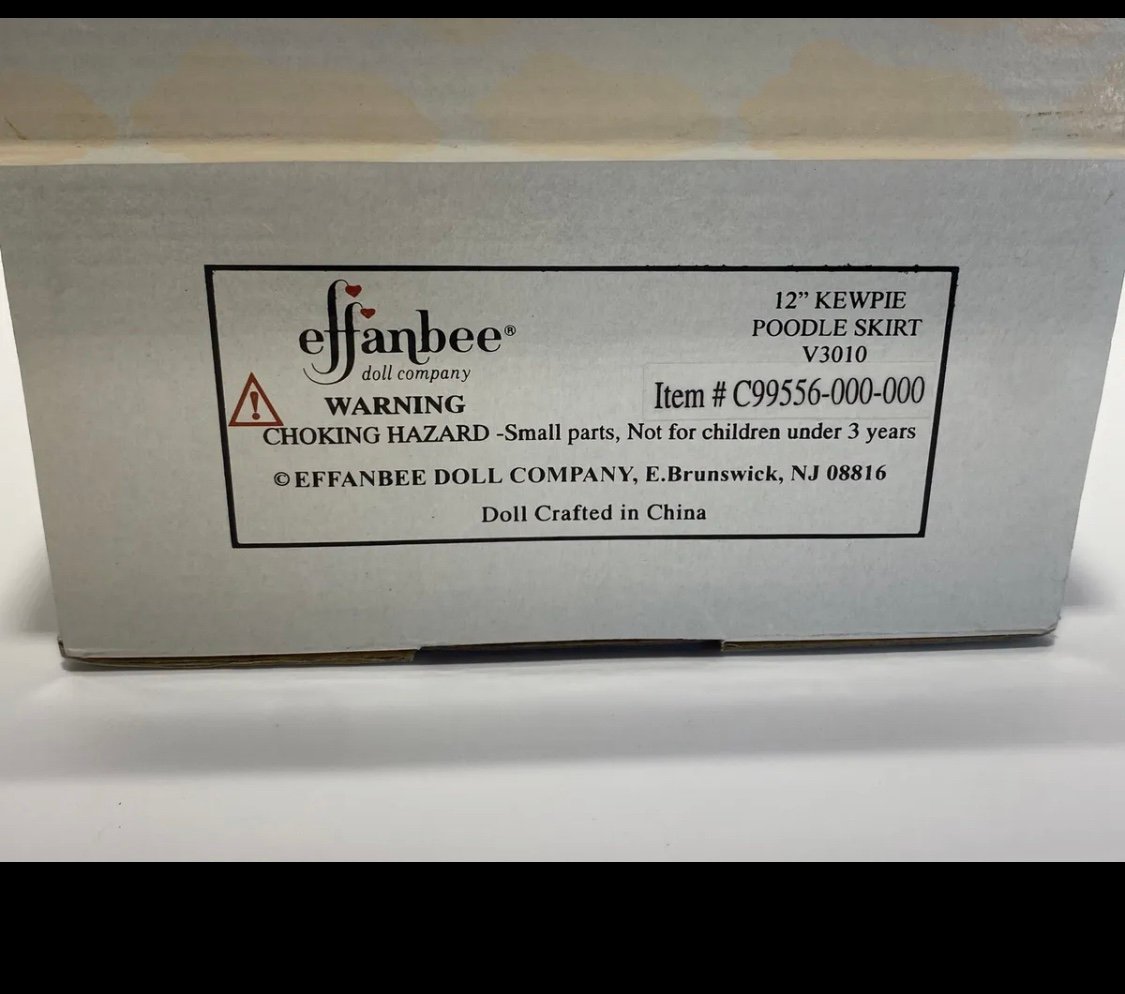 effanbee®
doll company
12” KEWPIE
POODLE SKIRT
V3010
Item # C99556-000-000
WARNING
CHOKING HAZARD -Small parts, Not for children under 3 years
©EFFANBEE DOLL COMPANY, E.Brunswick, NJ 08816
Doll Crafted in China